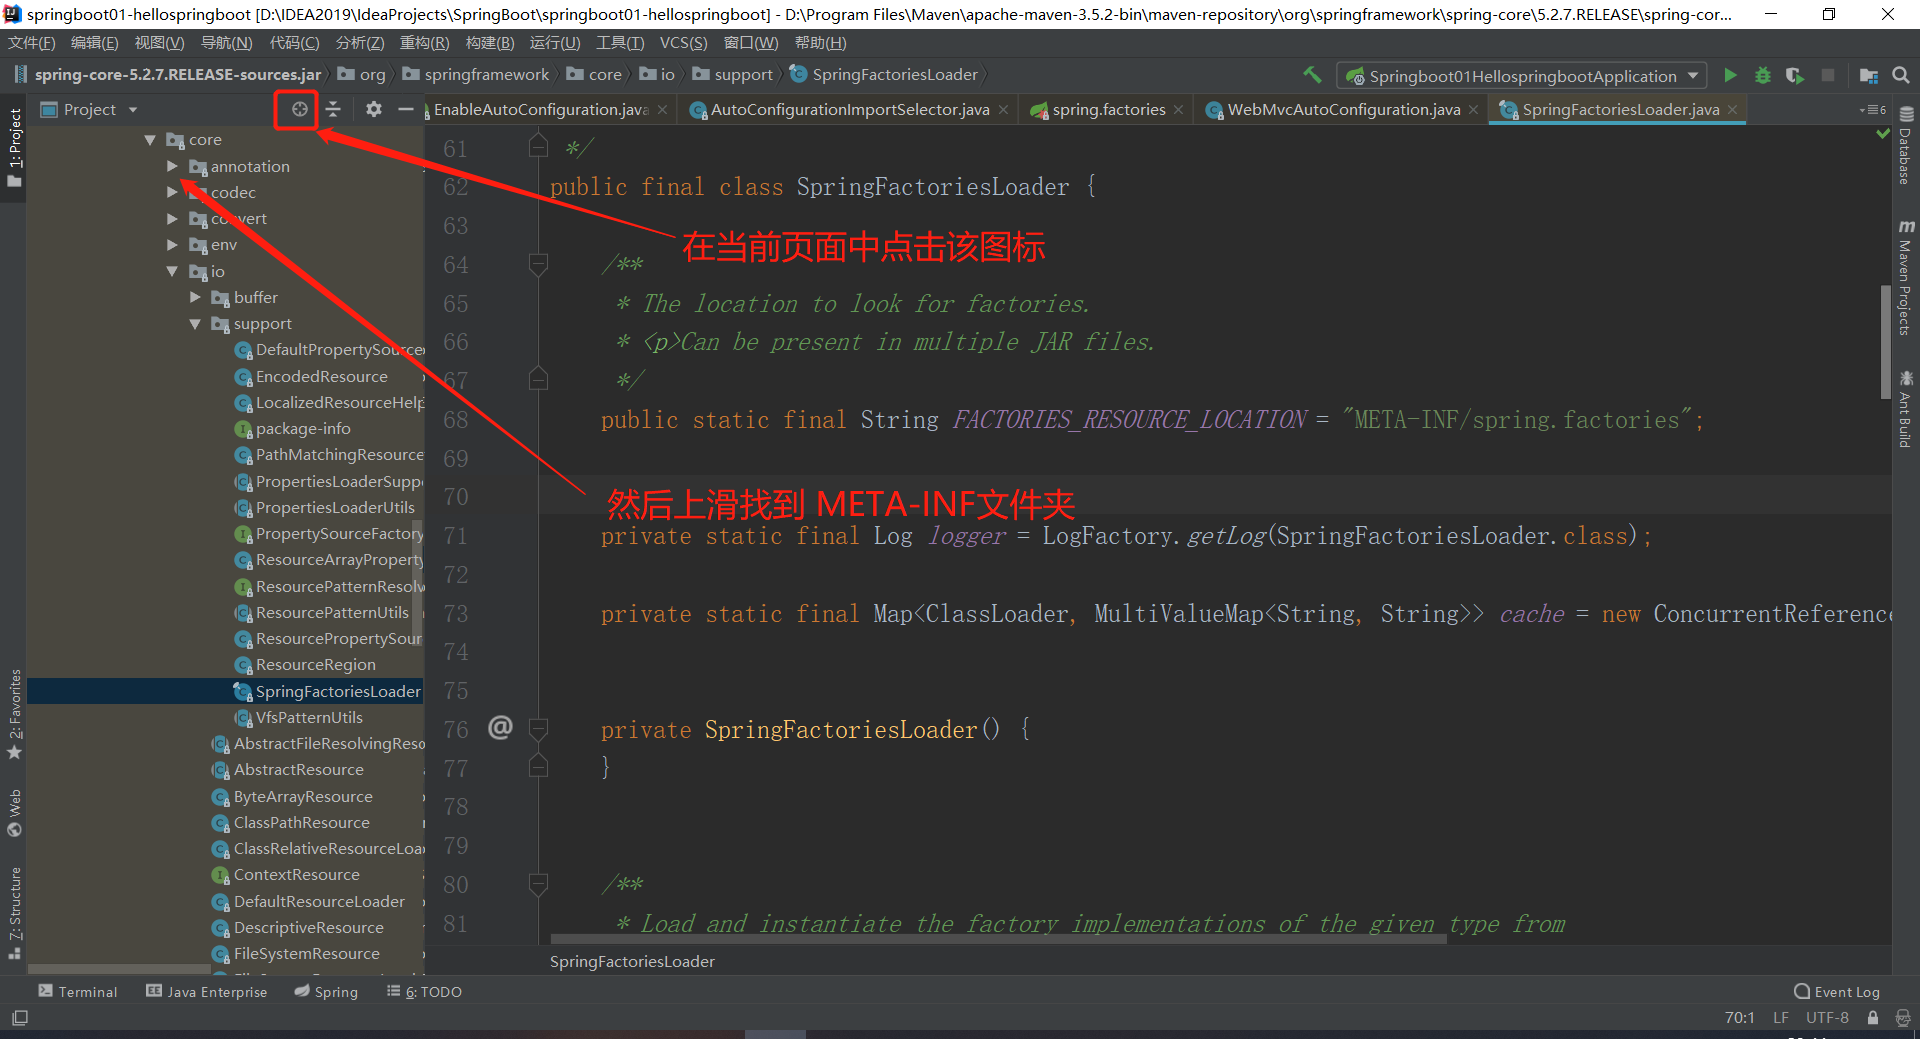 springboot01-hellospringboot [D:\IDEA2019\IdeaProjects\SpringBoot\springboot01-hellospringboot] - D:\Program Files\Maven\apache-maven-3.5.2-bin\maven-repository\org\springframework\spring-core\5.2.7.RELEASE\spring-cor...
文件(F) 编辑(E) 视图(V) 导航(N) 代码(C) 分析(Z) 重构(R) 构建(B) 运行(U) 工具(T) VCS(S) 窗口(W) 帮助(H)
spring-core-5.2.7.RELEASE-sources.jar org springframework core io support SpringFactoriesLoader
Springboot01HellospringbootApplication
Project
EnableAutoConfiguration.java AutoConfigurationImportSelector.java spring.factories WebMvcAutoConfiguration.java SpringFactoriesLoader.java 6
1: Project
2: Favorites
Web
Z: Structure
core
annotation
codec
convert
env
io
buffer
support
DefaultPropertySource
EncodedResource
LocalizedResourceHelp
package-info
PathMatchingResource
PropertiesLoaderSupp
PropertiesLoaderUtils
PropertySourceFactory
ResourceArrayProperty
ResourcePatternResolv
ResourcePatternUtils
ResourcePropertySour
ResourceRegion
SpringFactoriesLoader
VfsPatternUtils
AbstractFileResolvingReso
AbstractResource
ByteArrayResource
ClassPathResource
ClassRelativeResourceLoa
ContextResource
DefaultResourceLoader
DescriptiveResource
FileSystemResource
61 */
62 public final class SpringFactoriesLoader {
63
在当前页面中点击该图标
64 /**
65 * The location to look for factories.
66 * <p>Can be present in multiple JAR files.
67 */
68 public static final String FACTORIES_RESOURCE_LOCATION = "META-INF/spring.factories";
69
70
然后上滑找到 META-INF文件夹
71 private static final Log logger = LogFactory.getLog(SpringFactoriesLoader.class);
72
73 private static final Map<ClassLoader, MultiValueMap<String, String>> cache = new ConcurrentReference
74
75
76 @ private SpringFactoriesLoader() {
77 }
78
79
80 /**
81 * Load and instantiate the factory implementations of the given type from
SpringFactoriesLoader
Database
m Maven Projects
Ant Build
Terminal Java Enterprise Spring 6: TODO Event Log
70:1 LF UTF-8